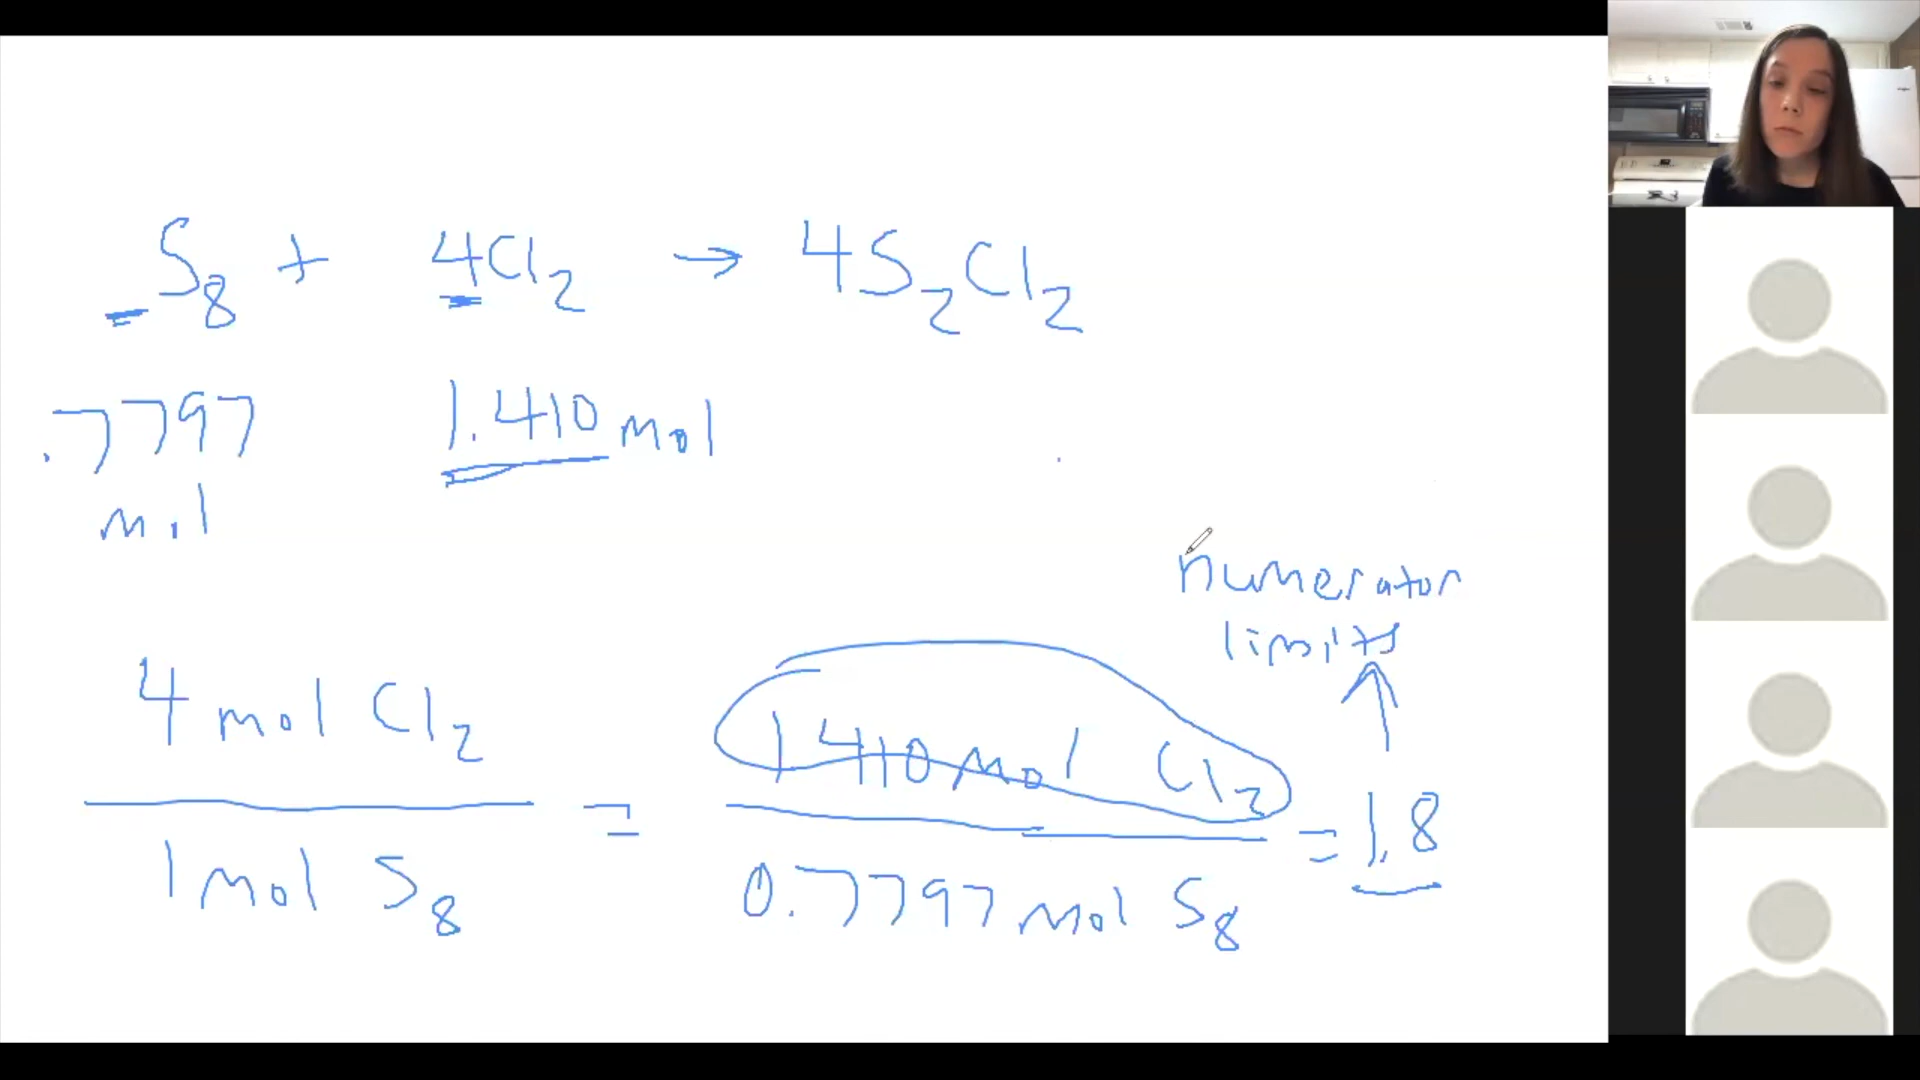 S₈ + 4Cl₂ → 4S₂Cl₂
.7797 1.410 mol
mol
numerator
limits
4 mol Cl₂ 1.410 mol Cl₂
= = 1.8
1 mol S₈ 0.7797 mol S₈